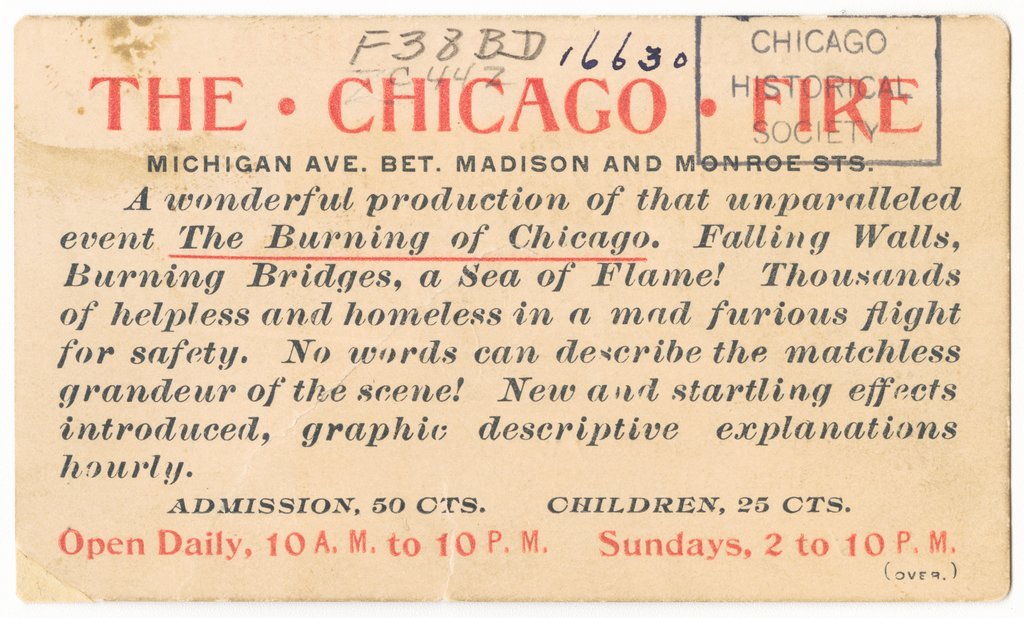 F38BD 16630
ZC442
CHICAGO
HISTORICAL
SOCIETY
THE • CHICAGO • FIRE
MICHIGAN AVE. BET. MADISON AND MONROE STS.
A wonderful production of that unparalleled
event The Burning of Chicago. Falling Walls,
Burning Bridges, a Sea of Flame! Thousands
of helpless and homeless in a mad furious flight
for safety. No words can describe the matchless
grandeur of the scene! New and startling effects
introduced, graphic descriptive explanations
hourly.
ADMISSION, 50 CTS. CHILDREN, 25 CTS.
Open Daily, 10 A. M. to 10 P. M. Sundays, 2 to 10 P. M.
(OVER.)